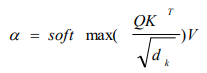 α = soft max( QK^T / √d_k )V